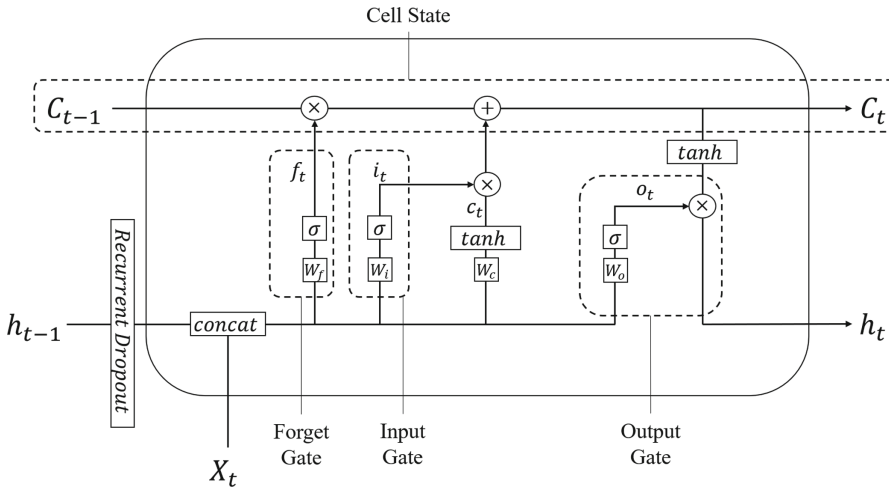 Cell State
C_{t-1}
×
+
C_t
tanh
f_t
i_t
×
o_t
×
c_t
σ
σ
tanh
σ
W_f
W_i
W_c
W_o
Recurrent Dropout
h_{t-1}
concat
h_t
Forget
Gate
Input
Gate
Output
Gate
X_t